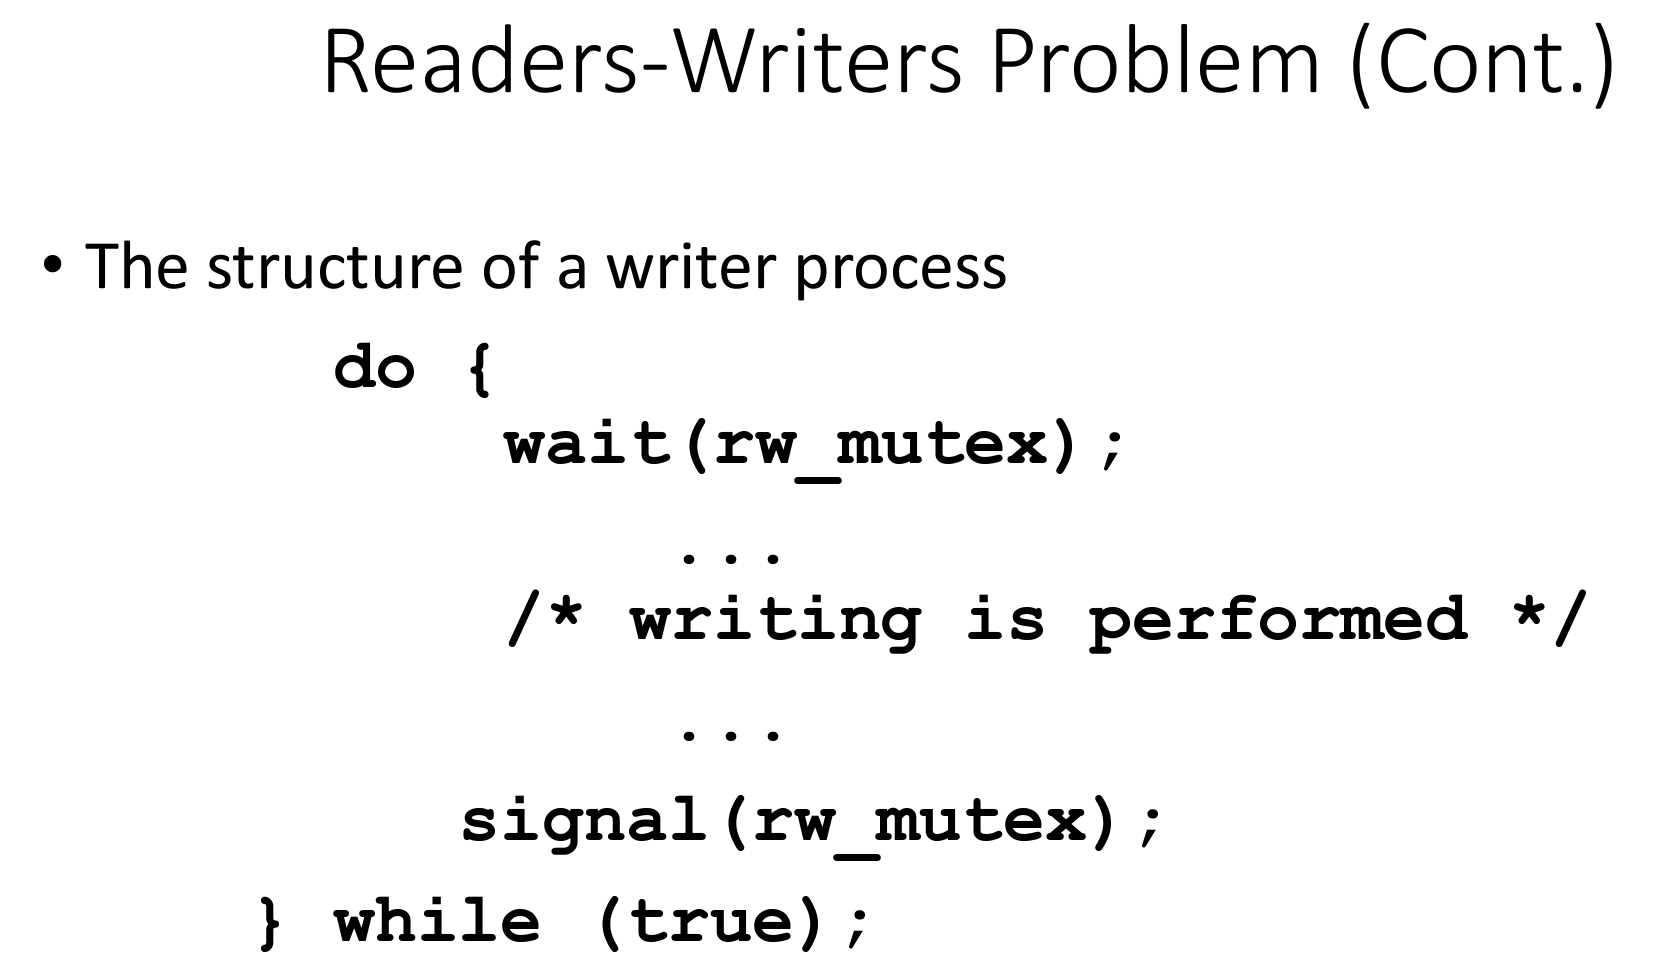 Readers-Writers Problem (Cont.)
• The structure of a writer process
do {
wait(rw_mutex);
...
/* writing is performed */
...
signal(rw_mutex);
} while (true);